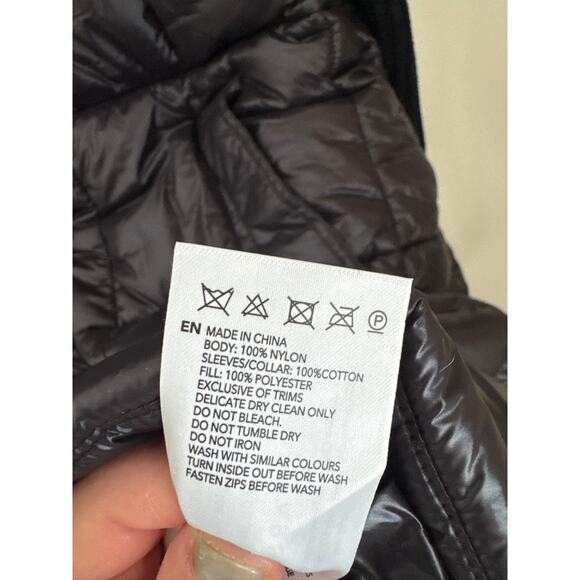 P
EN MADE IN CHINA
BODY: 100% NYLON
SLEEVES/COLLAR: 100%COTTON
FILL: 100% POLYESTER
EXCLUSIVE OF TRIMS
DELICATE DRY CLEAN ONLY
DO NOT BLEACH.
DO NOT TUMBLE DRY
DO NOT IRON
WASH WITH SIMILAR COLOURS
TURN INSIDE OUT BEFORE WASH
FASTEN ZIPS BEFORE WASH